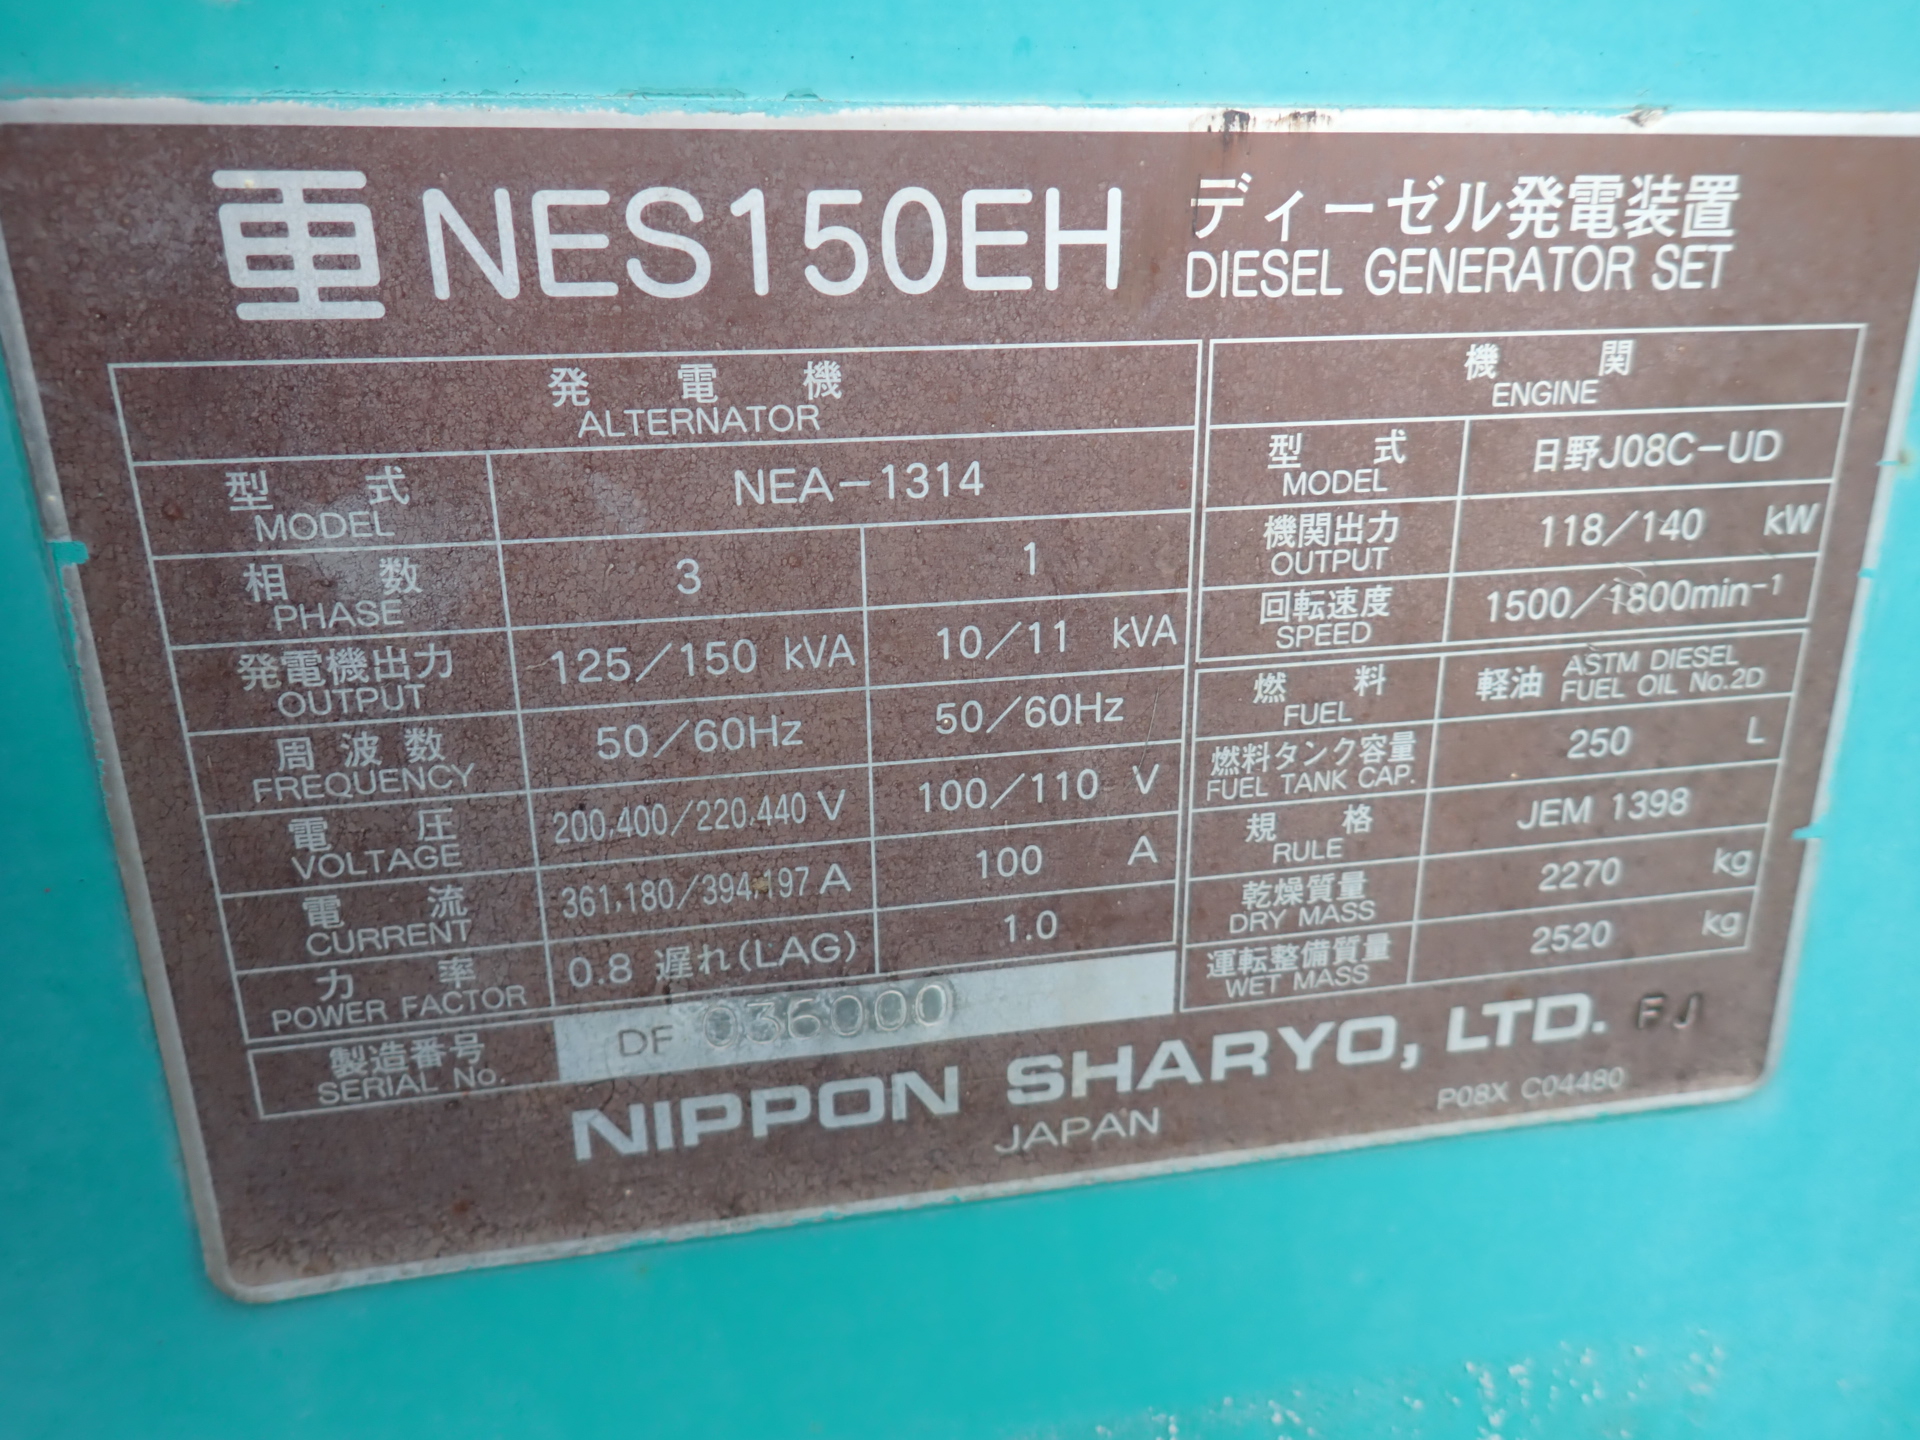 NES150EH
ディーゼル発電装置
DIESEL GENERATOR SET
発電機
ALTERNATOR
型式 NEA-1314
MODEL
相数 3 1
PHASE
発電機出力 125/150 kVA 10/11 kVA
OUTPUT
周波数 50/60Hz 50/60Hz
FREQUENCY
電圧 200,400/220,440 V 100/110 V
VOLTAGE
電流 361,180/394,197 A 100 A
CURRENT
力率 0.8 遅れ(LAG) 1.0
POWER FACTOR
製造番号 DF 036000
SERIAL No.
機関
ENGINE
型式 日野J08C-UD
MODEL
機関出力 118/140 kW
OUTPUT
回転速度 1500/1800min⁻¹
SPEED
燃料 軽油 ASTM DIESEL
FUEL FUEL OIL No.2D
燃料タンク容量 250 L
FUEL TANK CAP.
規格 JEM 1398
RULE
乾燥質量 2270 kg
DRY MASS
運転整備質量 2520 kg
WET MASS
NIPPON SHARYO, LTD.
JAPAN
P08X C04480